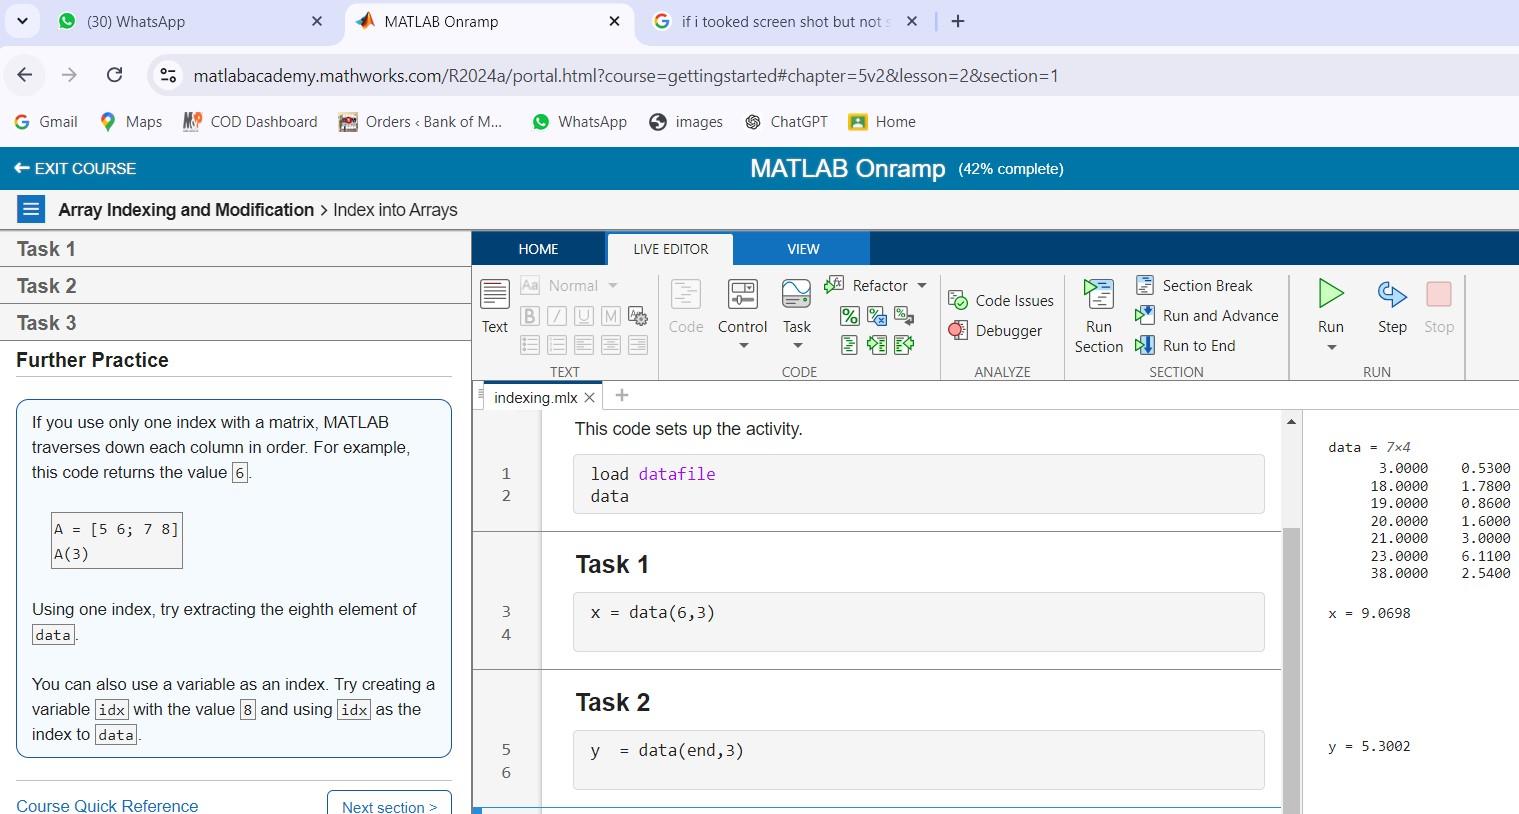 (30) WhatsApp
MATLAB Onramp
if i tooked screen shot but not s
matlabacademy.mathworks.com/R2024a/portal.html?course=gettingstarted#chapter=5v2&lesson=2&section=1
Gmail Maps COD Dashboard Orders ‹ Bank of M... WhatsApp images ChatGPT Home
EXIT COURSE
MATLAB Onramp (42% complete)
Array Indexing and Modification > Index into Arrays
Task 1
Task 2
Task 3
Further Practice
If you use only one index with a matrix, MATLAB
traverses down each column in order. For example,
this code returns the value 6.
A = [5 6; 7 8]
A(3)
Using one index, try extracting the eighth element of
data.
You can also use a variable as an index. Try creating a
variable idx with the value 8 and using idx as the
index to data.
Course Quick Reference
Next section >
HOME LIVE EDITOR VIEW
Text
Aa Normal
B I U M
TEXT
Code Control Task
Refactor
CODE
Code Issues
Debugger
ANALYZE
Run
Section
Section Break
Run and Advance
Run to End
SECTION
Run Step Stop
RUN
indexing.mlx
This code sets up the activity.
1 load datafile
2 data
Task 1
3 x = data(6,3)
4
Task 2
5 y = data(end,3)
6
data = 7×4
3.0000 0.5300
18.0000 1.7800
19.0000 0.8600
20.0000 1.6000
21.0000 3.0000
23.0000 6.1100
38.0000 2.5400
x = 9.0698
y = 5.3002